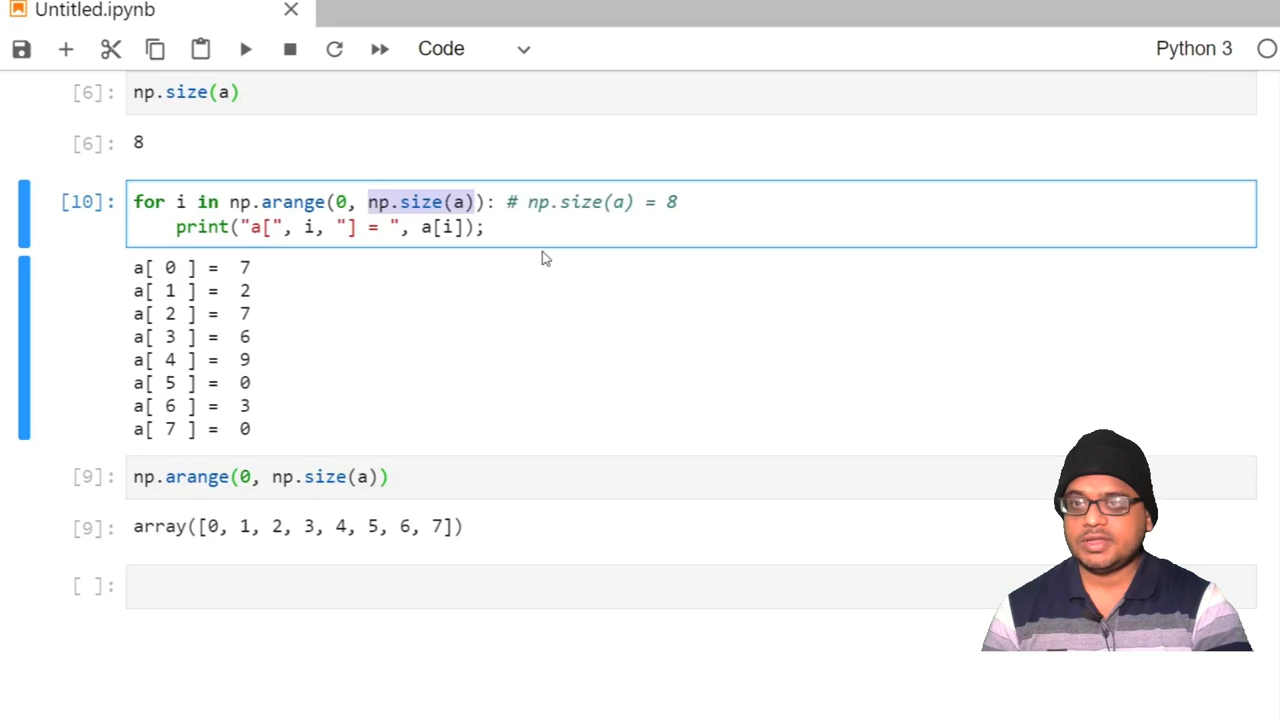 Untitled.ipynb
Code
Python 3
[6]: np.size(a)
[6]: 8
[10]: for i in np.arange(0, np.size(a)): # np.size(a) = 8
print("a[", i, "] = ", a[i]);
a[ 0 ] =  7
a[ 1 ] =  2
a[ 2 ] =  7
a[ 3 ] =  6
a[ 4 ] =  9
a[ 5 ] =  0
a[ 6 ] =  3
a[ 7 ] =  0
[9]: np.arange(0, np.size(a))
[9]: array([0, 1, 2, 3, 4, 5, 6, 7])
[ ]: